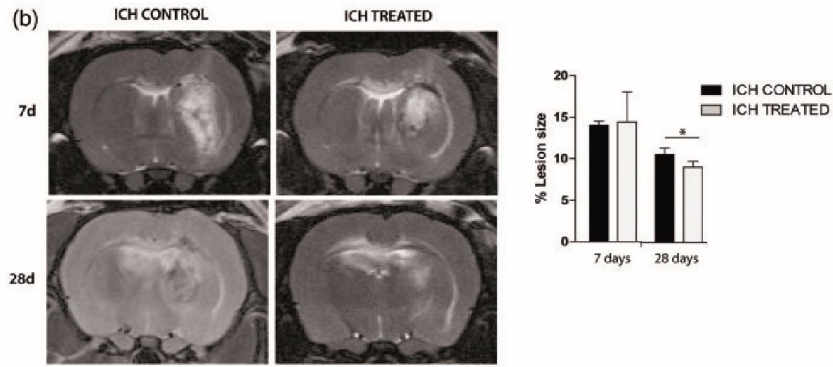 (b)
ICH CONTROL
ICH TREATED
7d
28d
ICH CONTROL
ICH TREATED
% Lesion size
20
15
10
5
0
*
7 days
28 days